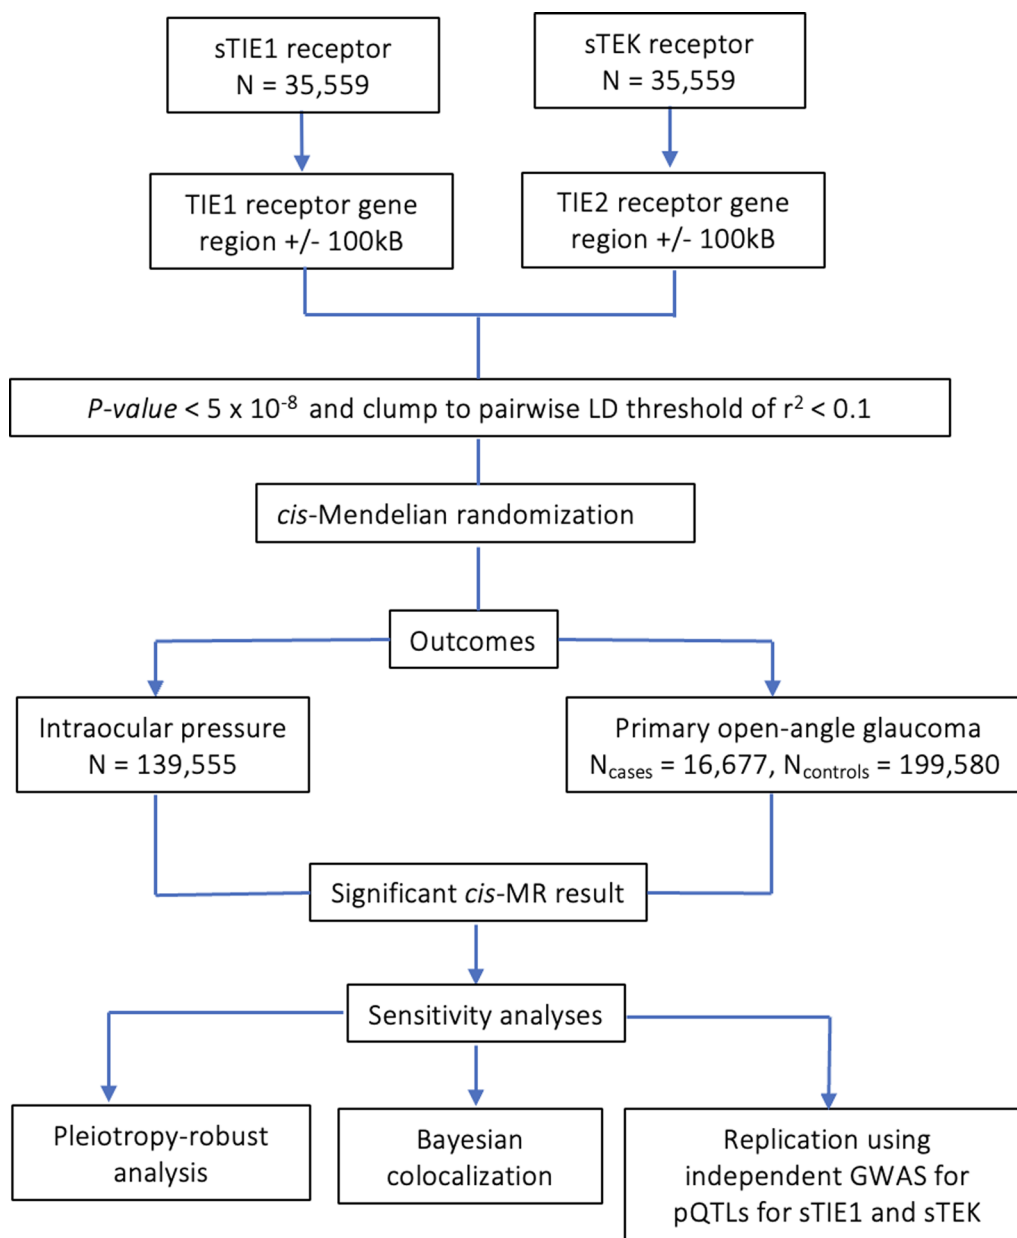 sTIE1 receptor
N = 35,559
sTEK receptor
N = 35,559
TIE1 receptor gene
region +/- 100kB
TIE2 receptor gene
region +/- 100kB
P-value < 5 x 10⁻⁸ and clump to pairwise LD threshold of r² < 0.1
cis-Mendelian randomization
Outcomes
Intraocular pressure
N = 139,555
Primary open-angle glaucoma
Ncases = 16,677, Ncontrols = 199,580
Significant cis-MR result
Sensitivity analyses
Pleiotropy-robust
analysis
Bayesian
colocalization
Replication using
independent GWAS for
pQTLs for sTIE1 and sTEK